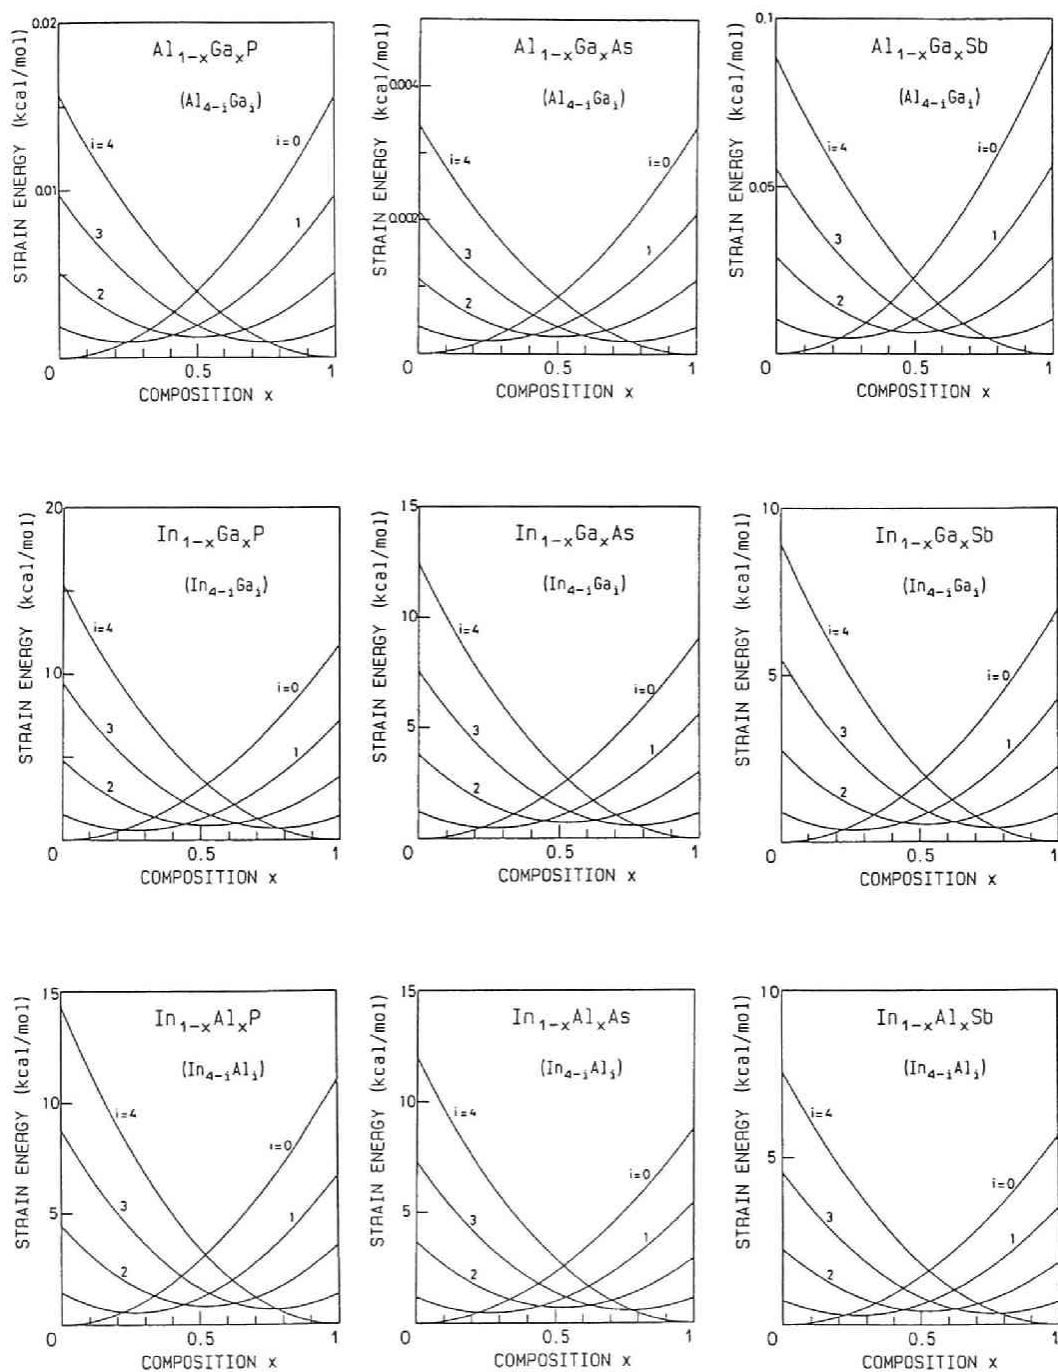 STRAIN ENERGY (kcal/mol)
0.02
0.01
Al1-xGaxP
(Al4-iGai)
i=4
i=0
3
1
2
0
0.5
1
COMPOSITION x
STRAIN ENERGY (kcal/mol)
0.004
0.002
Al1-xGaxAs
(Al4-iGai)
i=4
i=0
3
1
2
0
0.5
1
COMPOSITION x
STRAIN ENERGY (kcal/mol)
0.1
0.05
Al1-xGaxSb
(Al4-iGai)
i=4
i=0
3
1
2
0
0.5
1
COMPOSITION x
STRAIN ENERGY (kcal/mol)
20
10
In1-xGaxP
(In4-iGai)
i=4
i=0
3
1
2
0
0.5
1
COMPOSITION x
STRAIN ENERGY (kcal/mol)
15
10
5
In1-xGaxAs
(In4-iGai)
i=4
i=0
3
1
2
0
0.5
1
COMPOSITION x
STRAIN ENERGY (kcal/mol)
10
5
In1-xGaxSb
(In4-iGai)
i=4
i=0
3
1
2
0
0.5
1
COMPOSITION x
STRAIN ENERGY (kcal/mol)
15
10
5
In1-xAlxP
(In4-iAli)
i=4
i=0
3
1
2
0
0.5
1
COMPOSITION x
STRAIN ENERGY (kcal/mol)
15
10
5
In1-xAlxAs
(In4-iAli)
i=4
i=0
3
1
2
0
0.5
1
COMPOSITION x
STRAIN ENERGY (kcal/mol)
10
5
In1-xAlxSb
(In4-iAli)
i=4
i=0
3
1
2
0
0.5
1
COMPOSITION x